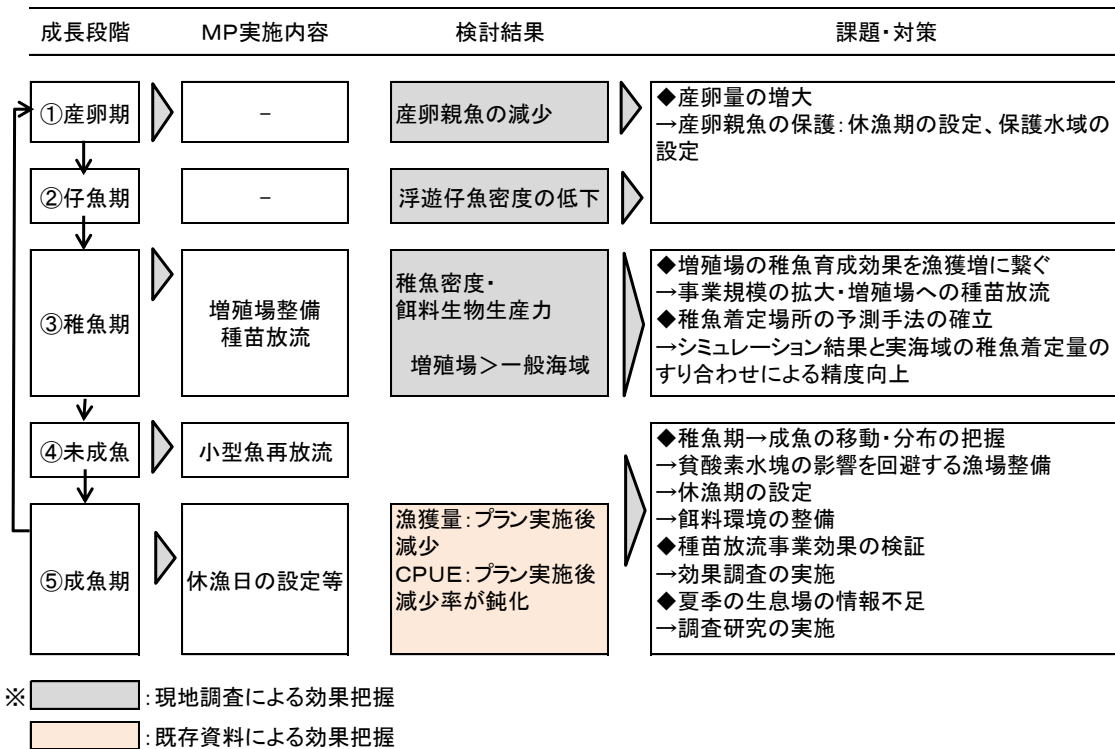 成長段階 MP実施内容 検討結果 課題・対策
①産卵期
－
産卵親魚の減少
◆産卵量の増大
→産卵親魚の保護：休漁期の設定、保護水域の
設定
②仔魚期
－
浮遊仔魚密度の低下
③稚魚期
増殖場整備
種苗放流
稚魚密度・
餌料生物生産力
増殖場＞一般海域
◆増殖場の稚魚育成効果を漁獲増に繋ぐ
→事業規模の拡大・増殖場への種苗放流
◆稚魚着定場所の予測手法の確立
→シミュレーション結果と実海域の稚魚着定量の
すり合わせによる精度向上
④未成魚
小型魚再放流
⑤成魚期
休漁日の設定等
漁獲量：プラン実施後
減少
CPUE：プラン実施後
減少率が鈍化
◆稚魚期→成魚の移動・分布の把握
→貧酸素水塊の影響を回避する漁場整備
→休漁期の設定
→餌料環境の整備
◆種苗放流事業効果の検証
→効果調査の実施
◆夏季の生息場の情報不足
→調査研究の実施
※ ：現地調査による効果把握
：既存資料による効果把握